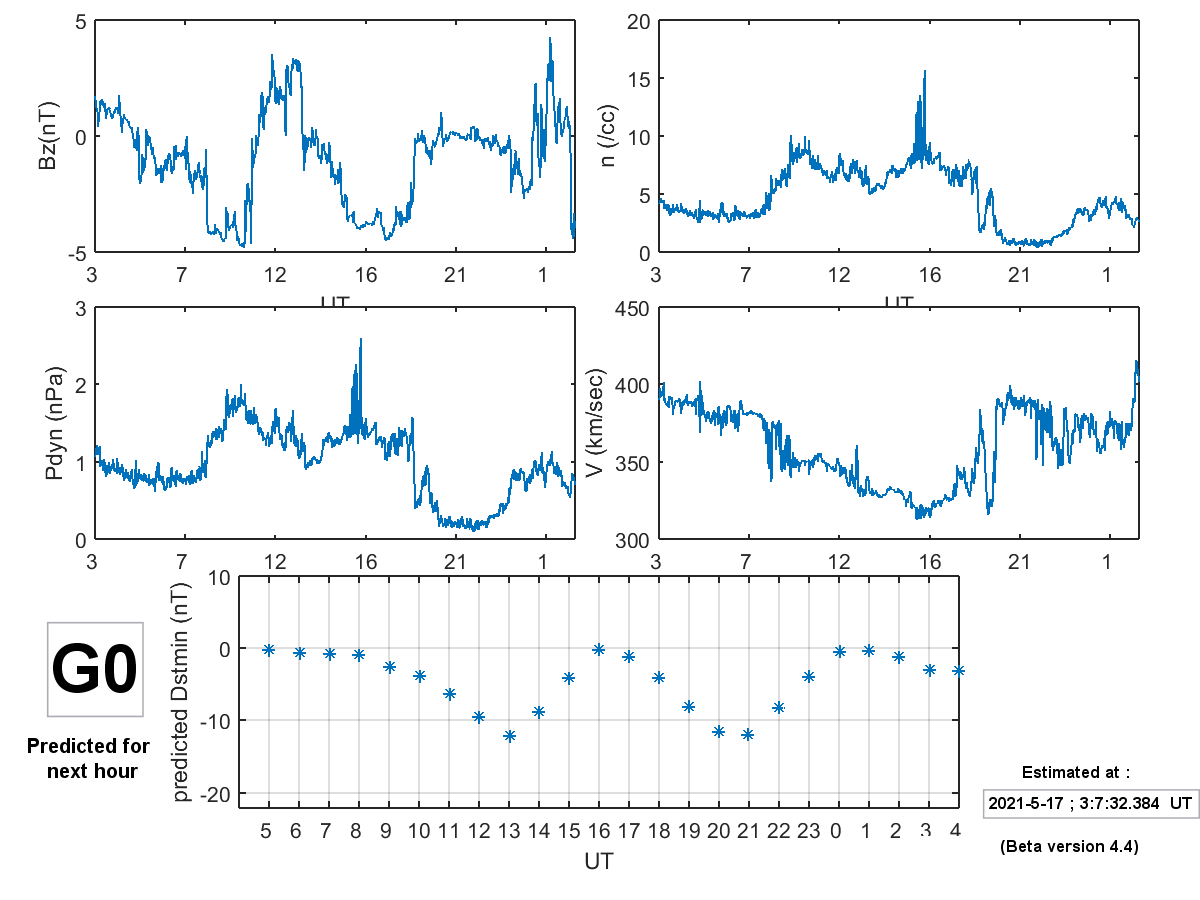 5
0
-5
Bz(nT)
3 7 12 16 21 1
UT
20
15
10
5
0
n (/cc)
3 7 12 16 21 1
UT
3
2
1
0
Pdyn (nPa)
3 7 12 16 21 1
450
400
350
300
V (km/sec)
3 7 12 16 21 1
10
0
-10
-20
predicted Dstmin (nT)
5 6 7 8 9 10 11 12 13 14 15 16 17 18 19 20 21 22 23 0 1 2 3 4
UT
G0
Predicted for
next hour
Estimated at :
2021-5-17 ; 3:7:32.384 UT
(Beta version 4.4)